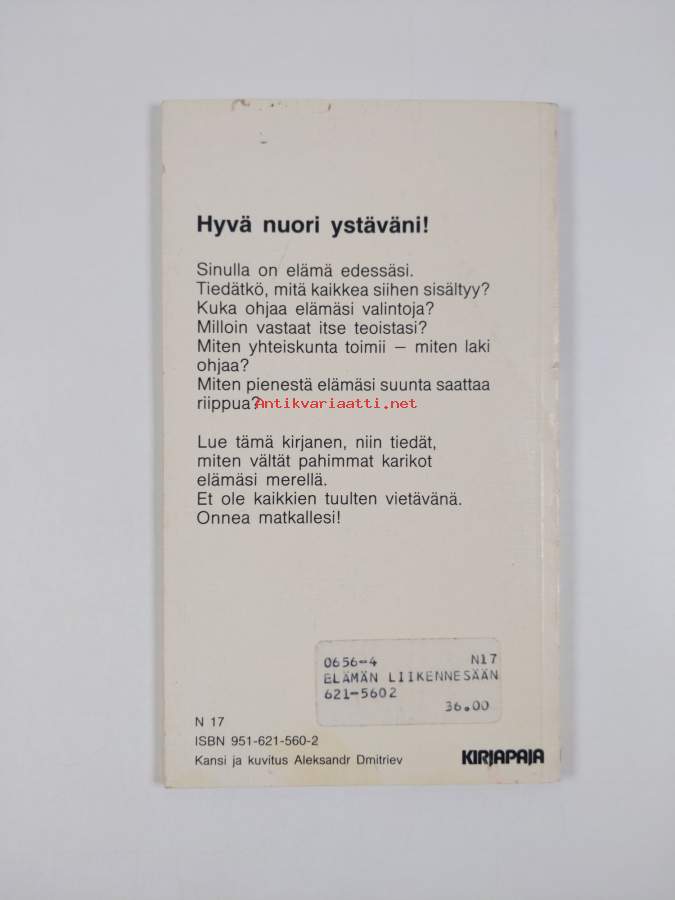 Hyvä nuori ystäväni!
Sinulla on elämä edessäsi.
Tiedätkö, mitä kaikkea siihen sisältyy?
Kuka ohjaa elämäsi valintoja?
Milloin vastaat itse teoistasi?
Miten yhteiskunta toimii – miten laki
ohjaa?
Miten pienestä elämäsi suunta saattaa
riippua?
Antikvariaatti.net
Lue tämä kirjanen, niin tiedät,
miten vältät pahimmat karikot
elämäsi merellä.
Et ole kaikkien tuulten vietävänä.
Onnea matkallesi!
0656-4 N17
ELÄMÄN LIIKENNESÄÄN
621-5602
36.00
N 17
ISBN 951-621-560-2
Kansi ja kuvitus Aleksandr Dmitriev
KIRJAPAJA